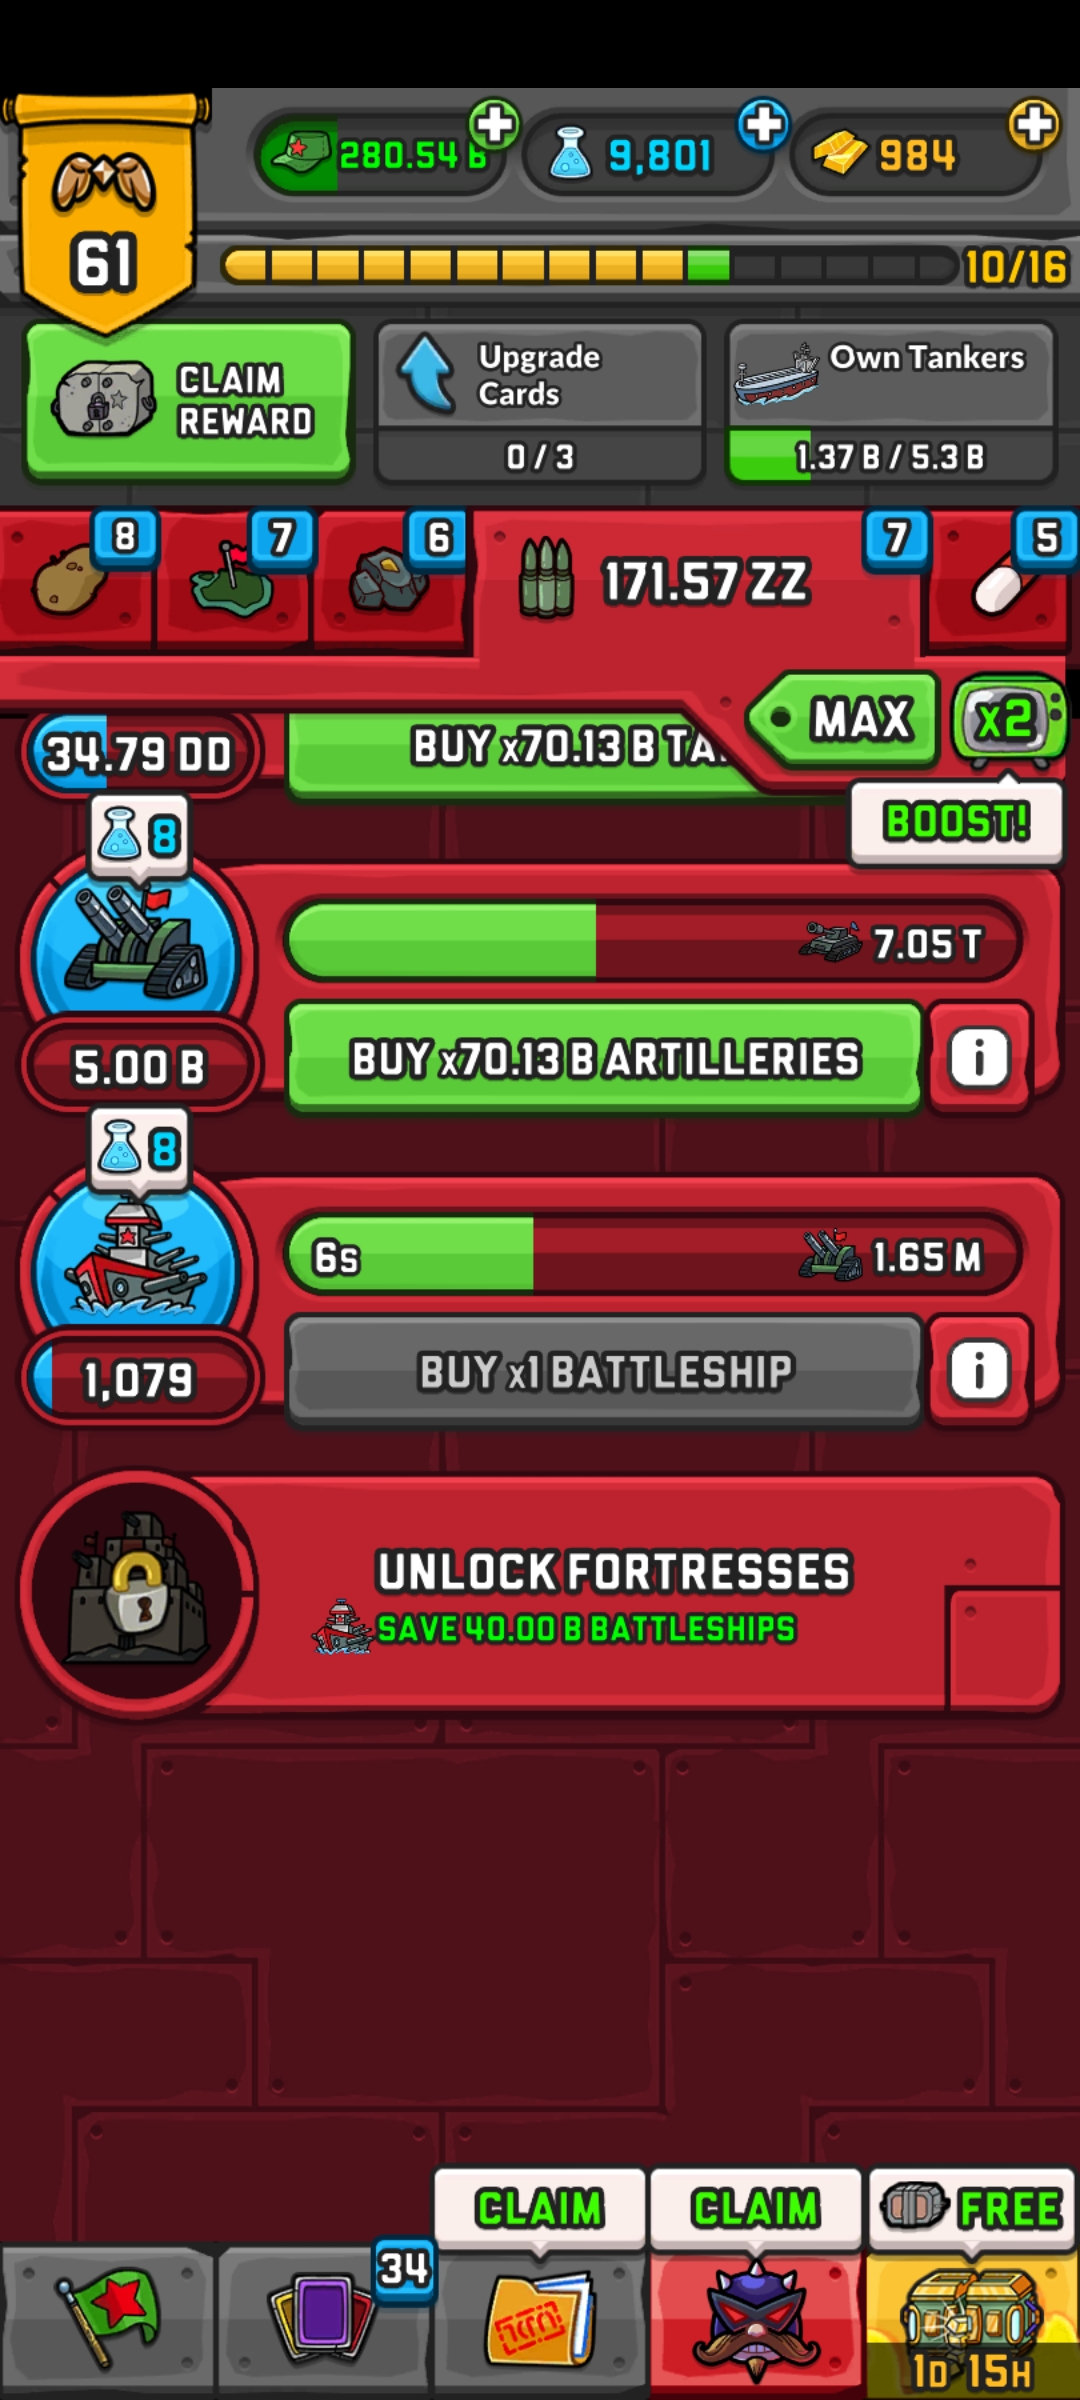 280.54 B
9,801
984
61
10/16
CLAIM
REWARD
Upgrade
Cards
0 / 3
Own Tankers
1.37 B / 5.3 B
8
7
6
171.57 ZZ
7
5
MAX
x2
34.79 DD
BUY x70.13 B TA.
BOOST!
8
7.05 T
5.00 B
BUY x70.13 B ARTILLERIES
i
8
6s
1.65 M
1,079
BUY x1 BATTLESHIP
i
UNLOCK FORTRESSES
SAVE 40.00 B BATTLESHIPS
CLAIM
CLAIM
FREE
34
1D 15H